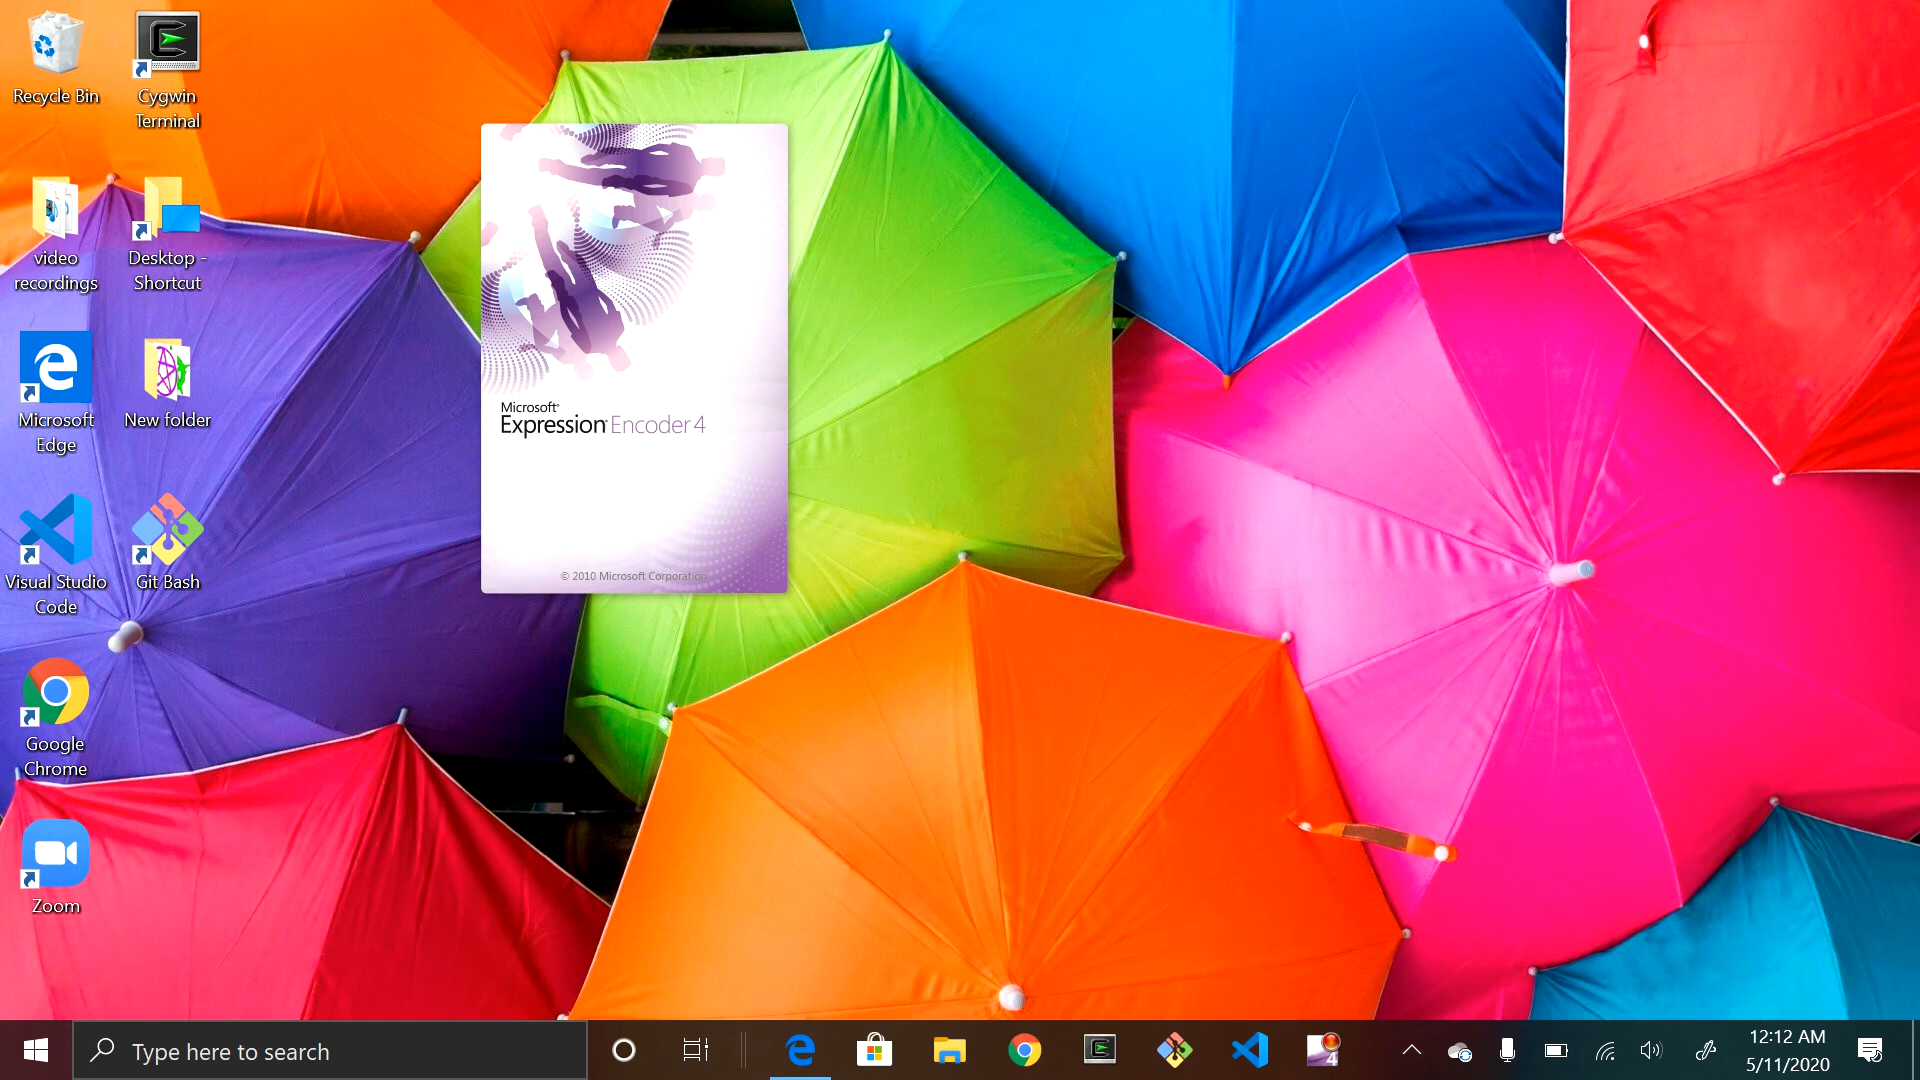 Recycle Bin
Cygwin
Terminal
video
recordings
Desktop -
Shortcut
Microsoft
Edge
New folder
Visual Studio
Code
Git Bash
Google
Chrome
Zoom
Microsoft®
Expression® Encoder 4
© 2010 Microsoft Corporation
Type here to search
4
12:12 AM
5/11/2020